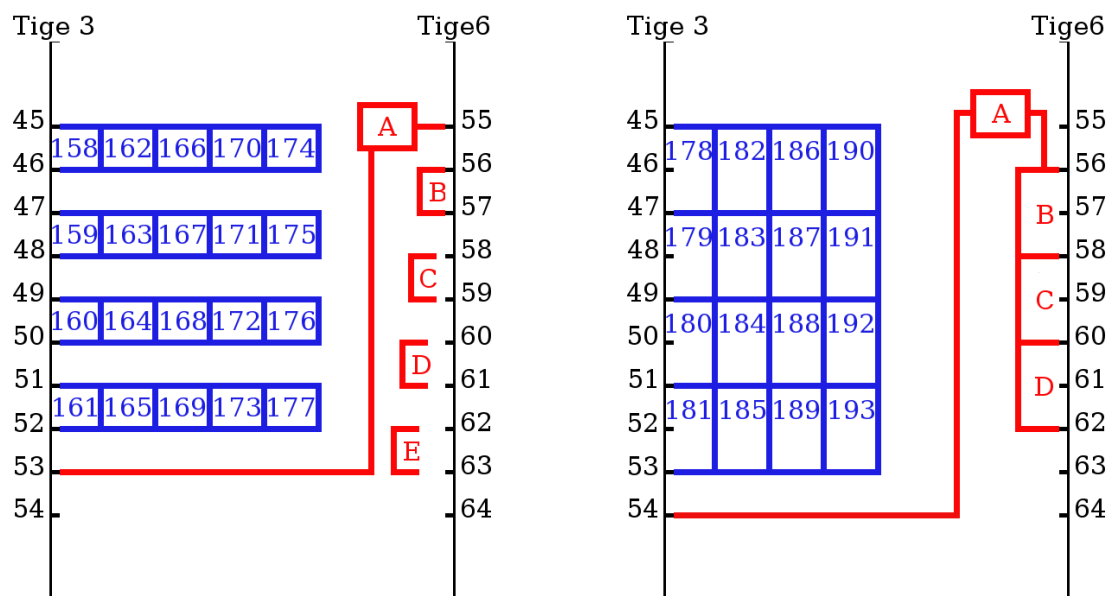 Tige 3 Tige6
45 A 55
158 162 166 170 174
46 56
B
47 57
159 163 167 171 175
48 58
C
49 59
160 164 168 172 176
50 60
D
51 61
161 165 169 173 177
52 62
E
53 63
54 64
Tige 3 Tige6
A
45 55
178 182 186 190
46 56
47 B 57
179 183 187 191
48 58
49 C 59
180 184 188 192
50 60
51 D 61
181 185 189 193
52 62
53 63
54 64